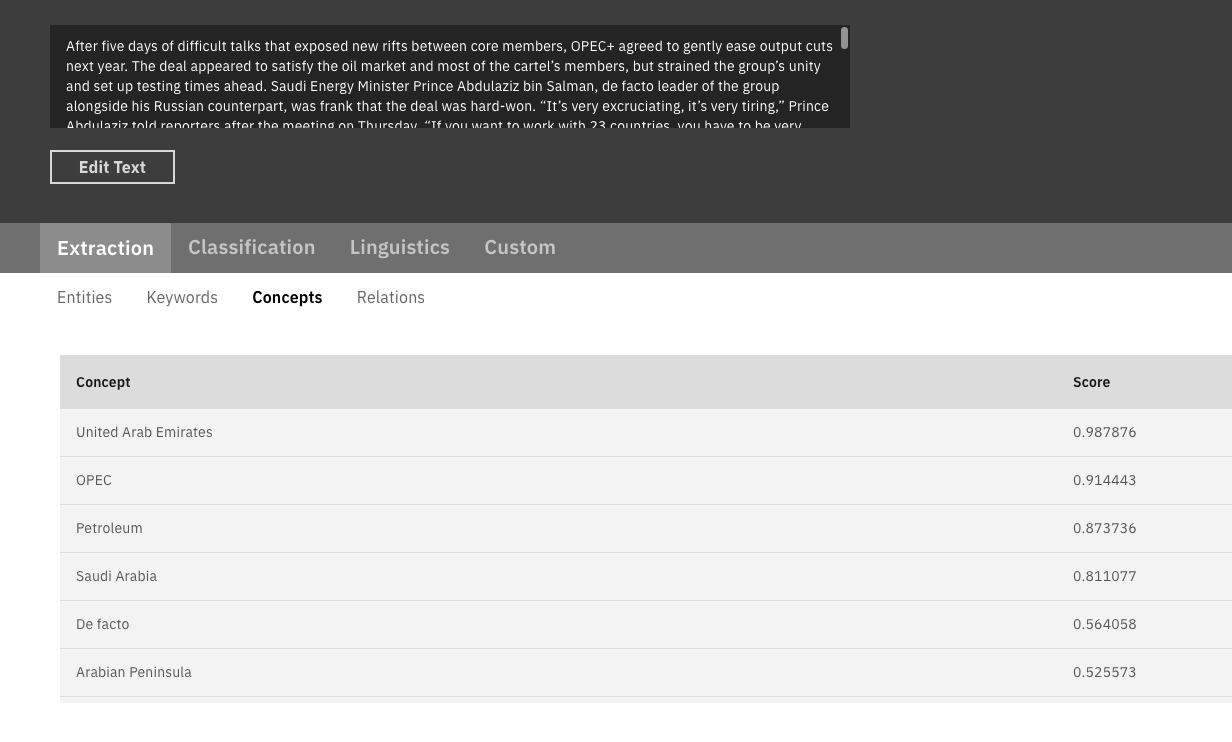 After five days of difficult talks that exposed new rifts between core members, OPEC+ agreed to gently ease output cuts
next year. The deal appeared to satisfy the oil market and most of the cartel’s members, but strained the group’s unity
and set up testing times ahead. Saudi Energy Minister Prince Abdulaziz bin Salman, de facto leader of the group
alongside his Russian counterpart, was frank that the deal was hard-won. “It’s very excruciating, it’s very tiring,” Prince
Abdulaziz told reporters after the meeting on Thursday. “If you want to work with 23 countries, you have to be very
Edit Text
Extraction Classification Linguistics Custom
Entities Keywords Concepts Relations
Concept Score
United Arab Emirates 0.987876
OPEC 0.914443
Petroleum 0.873736
Saudi Arabia 0.811077
De facto 0.564058
Arabian Peninsula 0.525573